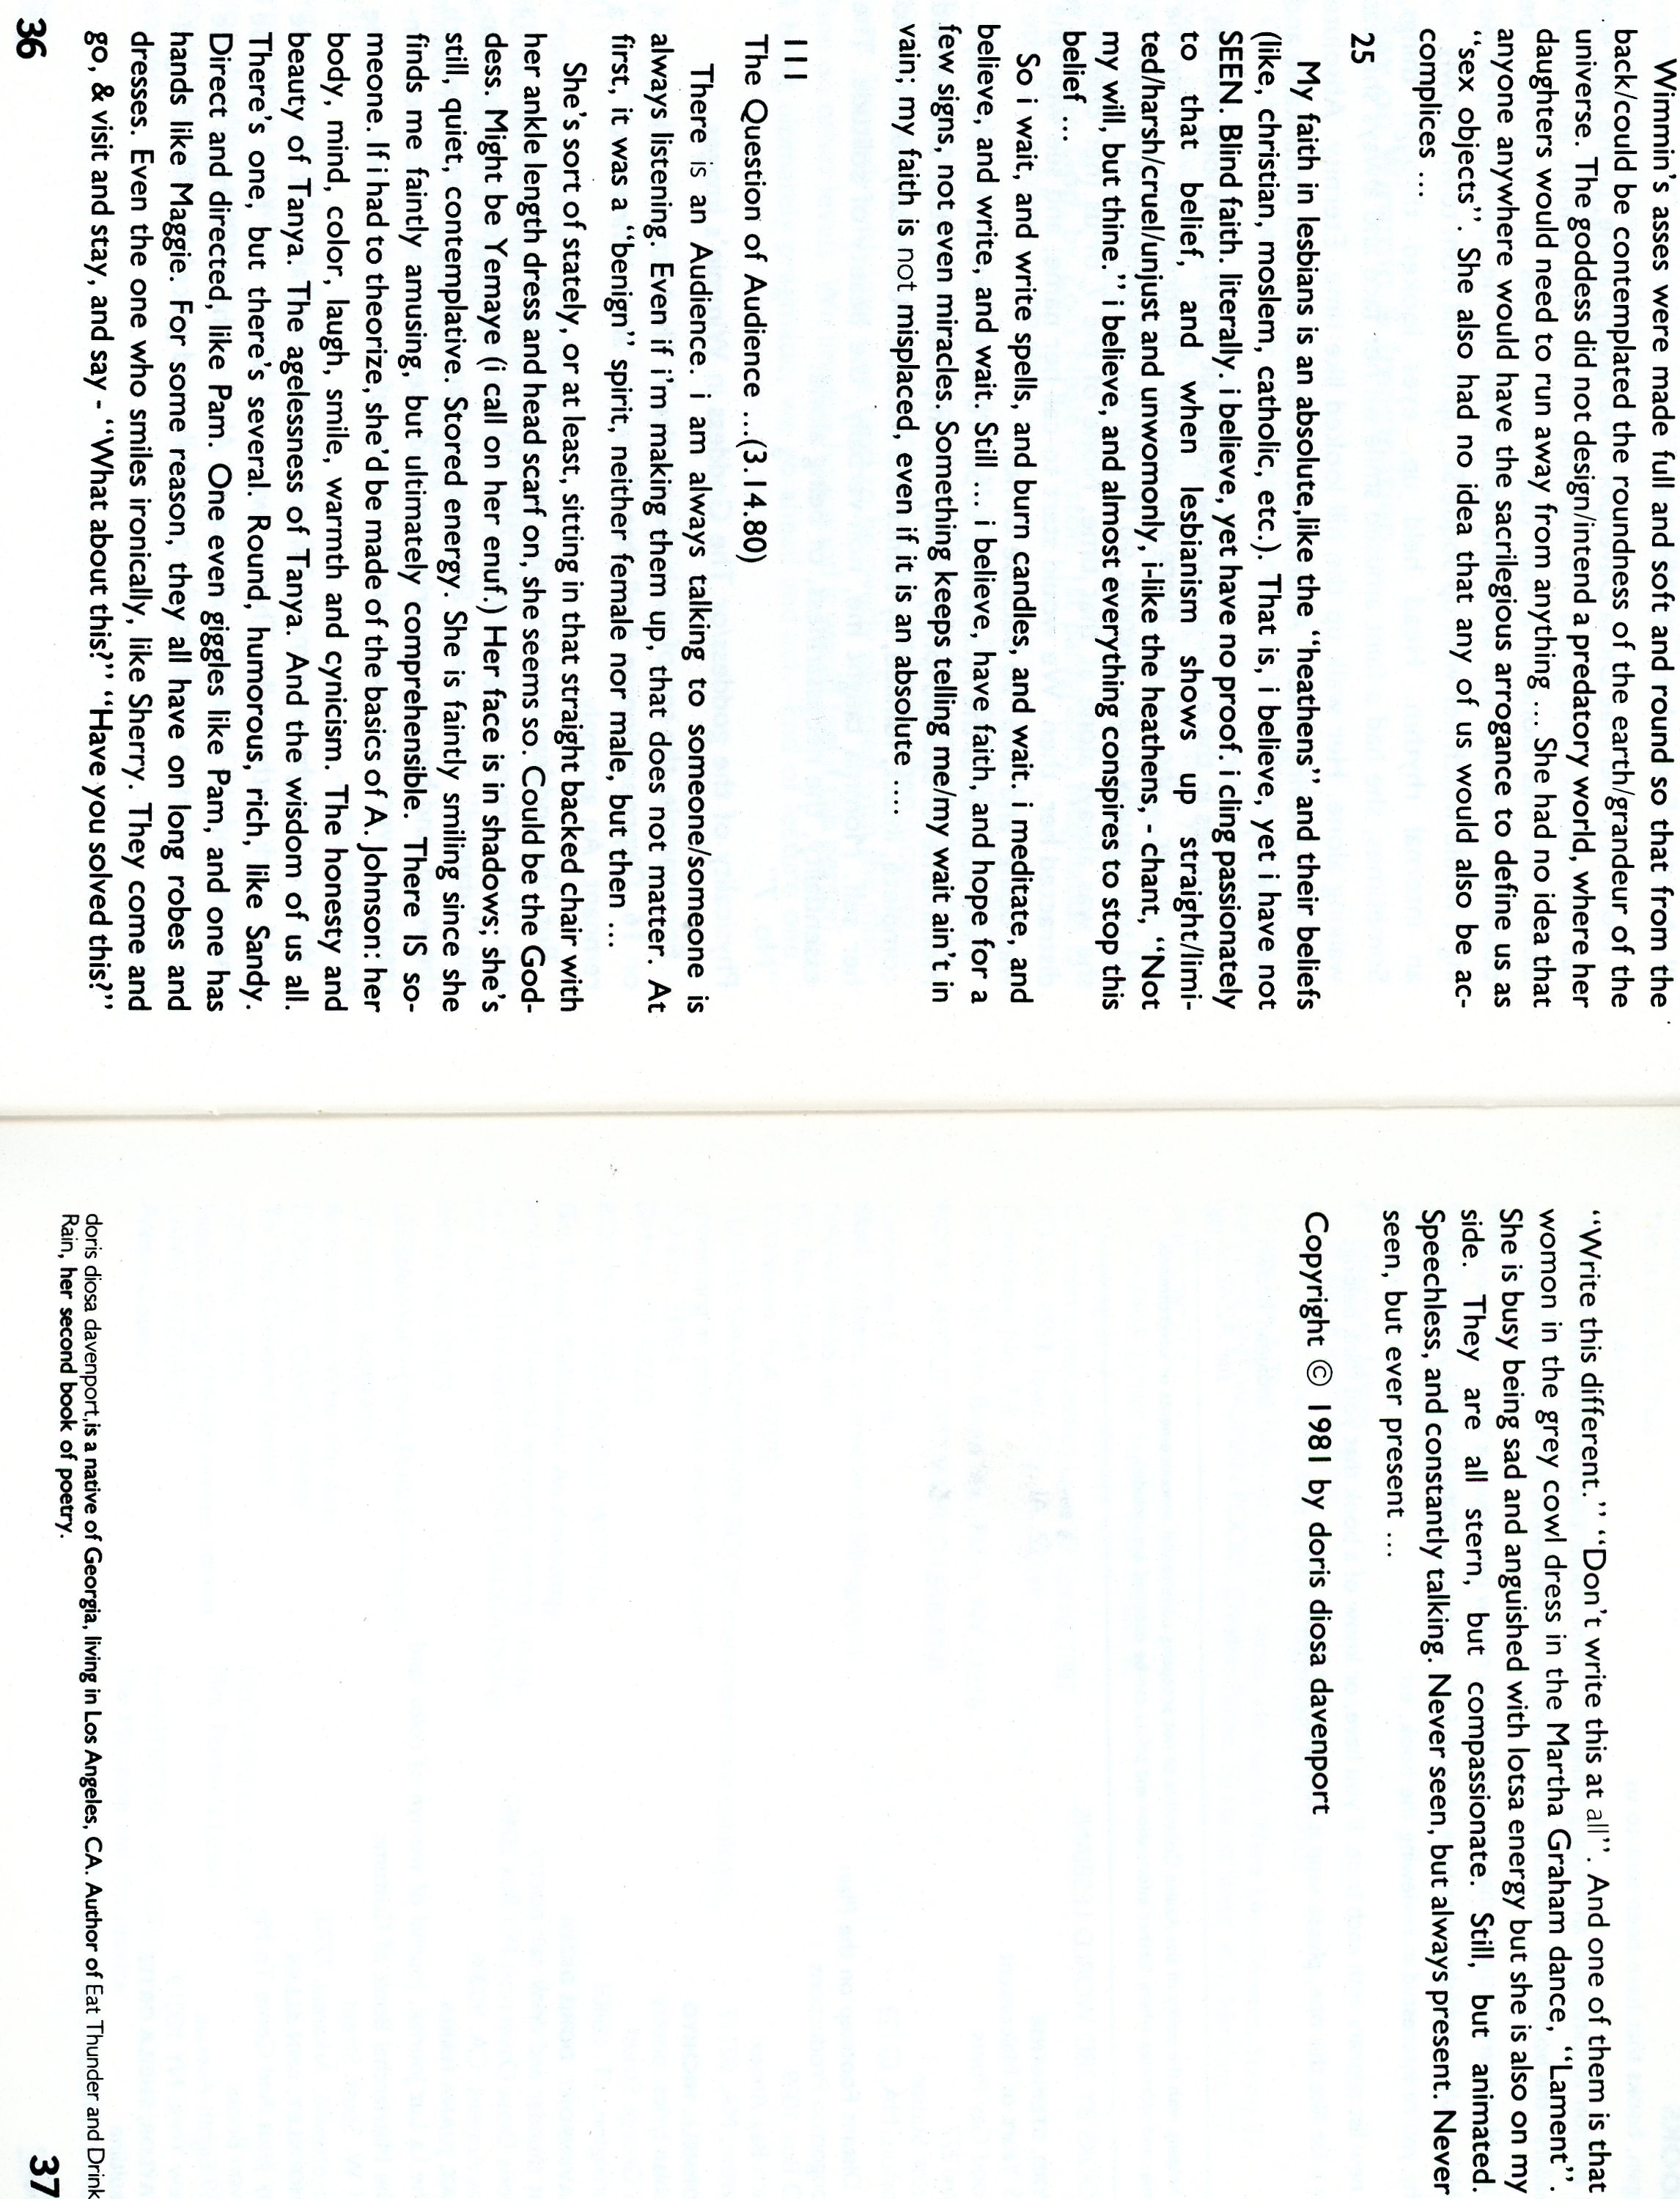 Wimmin's asses were made full and soft and round so that from the
back/could be contemplated the roundness of the earth/grandeur of the
universe. The goddess did not design/intend a predatory world, where her
daughters would need to run away from anything ... She had no idea that
anyone anywhere would have the sacrilegious arrogance to define us as
“sex objects”. She also had no idea that any of us would also be ac-
complices ...
25
My faith in lesbians is an absolute,like the “heathens” and their beliefs
(like, christian, moslem, catholic, etc.). That is, i believe, yet i have not
SEEN. Blind faith. literally. i believe, yet have no proof. i cling passionately
to that belief, and when lesbianism shows up straight/limi-
ted/harsh/cruel/unjust and unwomonly, i-like the heathens, - chant, “Not
my will, but thine.” i believe, and almost everything conspires to stop this
belief ...
So i wait, and write spells, and burn candles, and wait. i meditate, and
believe, and write, and wait. Still ... i believe, have faith, and hope for a
few signs, not even miracles. Something keeps telling me/my wait ain't in
vain; my faith is not misplaced, even if it is an absolute ....
111
The Question of Audience ...(3.14.80)
There is an Audience. i am always talking to someone/someone is
always listening. Even if i'm making them up, that does not matter. At
first, it was a “benign” spirit, neither female nor male, but then ...
She's sort of stately, or at least, sitting in that straight backed chair with
her ankle length dress and head scarf on, she seems so. Could be the God-
dess. Might be Yemaye (i call on her enuf.) Her face is in shadows; she's
still, quiet, contemplative. Stored energy. She is faintly smiling since she
finds me faintly amusing, but ultimately comprehensible. There IS so-
meone. If i had to theorize, she'd be made of the basics of A. Johnson: her
body, mind, color, laugh, smile, warmth and cynicism. The honesty and
beauty of Tanya. The agelessness of Tanya. And the wisdom of us all.
There's one, but there's several. Round, humorous, rich, like Sandy.
Direct and directed, like Pam. One even giggles like Pam, and one has
hands like Maggie. For some reason, they all have on long robes and
dresses. Even the one who smiles ironically, like Sherry. They come and
go, & visit and stay, and say - “What about this?” “Have you solved this?”
36
“Write this different.” “Don't write this at all”. And one of them is that
womon in the grey cowl dress in the Martha Graham dance, “Lament”.
She is busy being sad and anguished with lotsa energy but she is also on my
side. They are all stern, but compassionate. Still, but animated.
Speechless, and constantly talking. Never seen, but always present. Never
seen, but ever present ...
Copyright © 1981 by doris diosa davenport
doris diosa davenport,is a native of Georgia, living in Los Angeles, CA. Author of Eat Thunder and Drink
Rain, her second book of poetry.
37